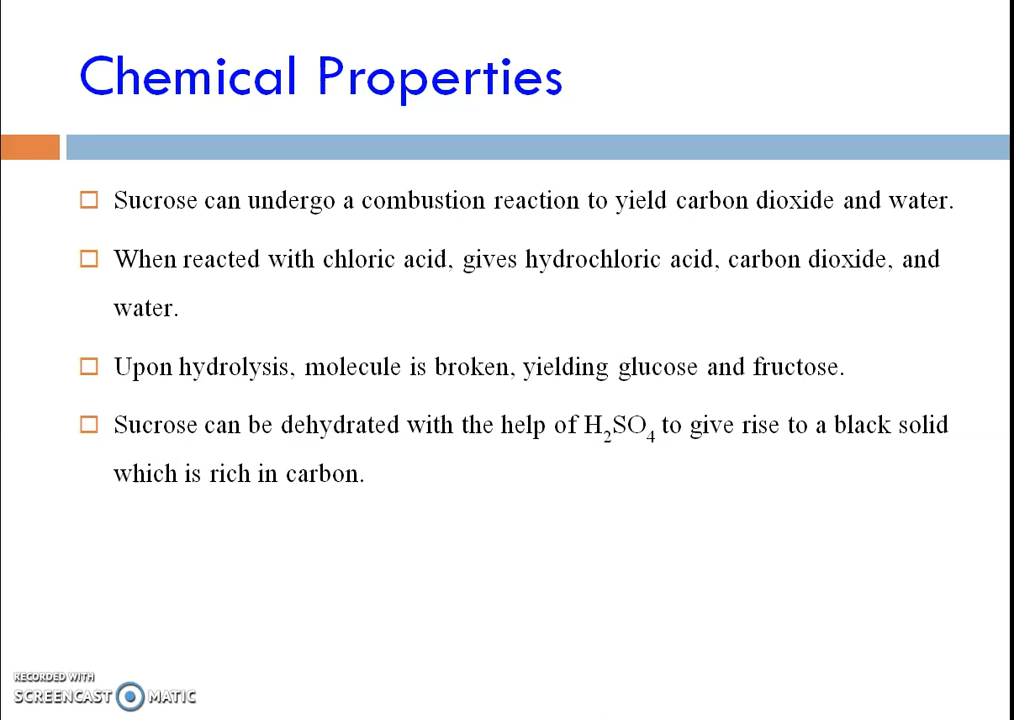 Chemical Properties
Sucrose can undergo a combustion reaction to yield carbon dioxide and water.
When reacted with chloric acid, gives hydrochloric acid, carbon dioxide, and
water.
Upon hydrolysis, molecule is broken, yielding glucose and fructose.
Sucrose can be dehydrated with the help of H₂SO₄ to give rise to a black solid
which is rich in carbon.
RECORDED WITH
SCREENCAST MATIC